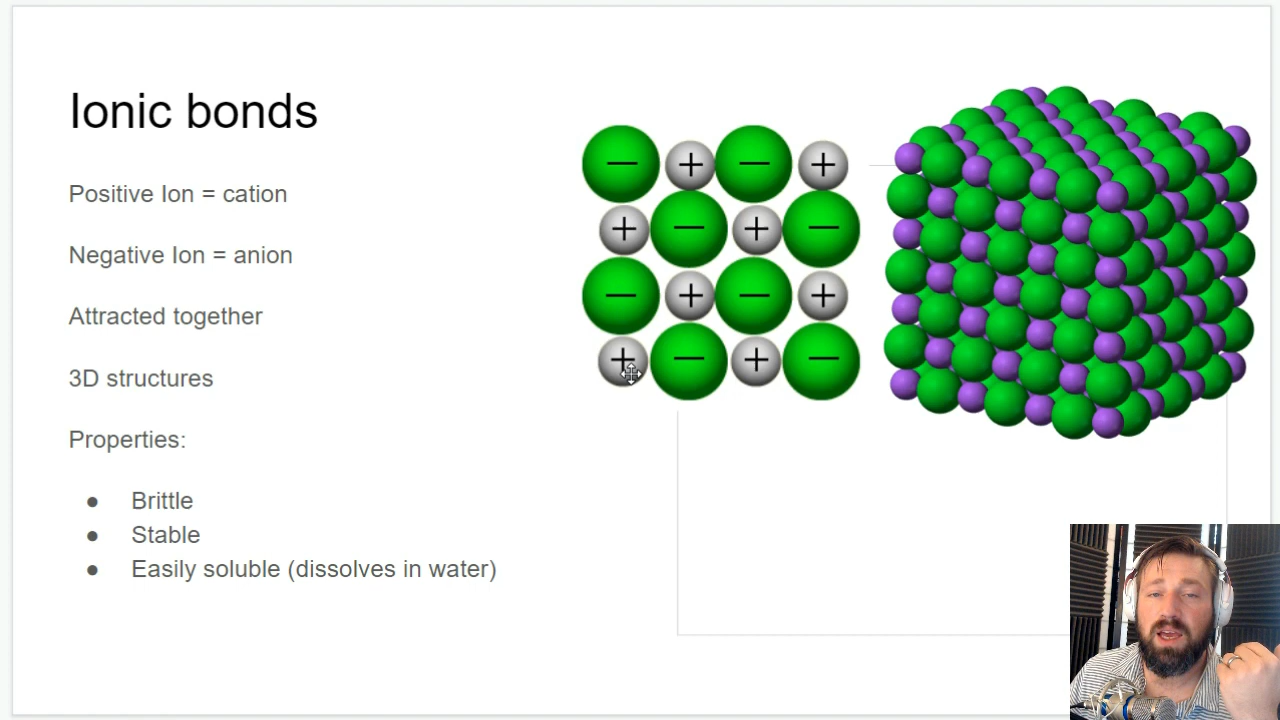 Ionic bonds
Positive Ion = cation
Negative Ion = anion
Attracted together
3D structures
Properties:
● Brittle
● Stable
● Easily soluble (dissolves in water)
− + − +
+ − + −
− + − +
+ − + −